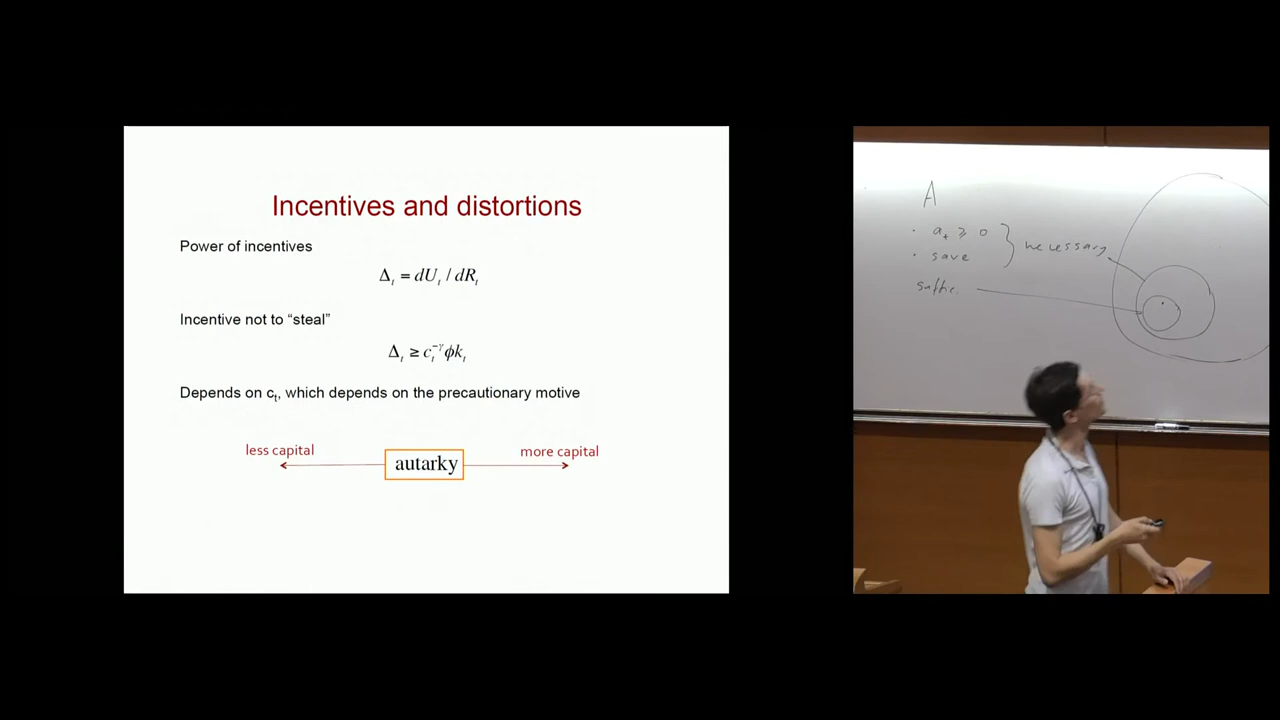 Incentives and distortions
Power of incentives
Δₜ = dUₜ / dRₜ
Incentive not to “steal”
Δₜ ≥ cₜ^−γ ϕkₜ
Depends on cₜ, which depends on the precautionary motive
less capital
autarky
more capital
A
· aₜ ≥ 0
· save
necessary
suffic.